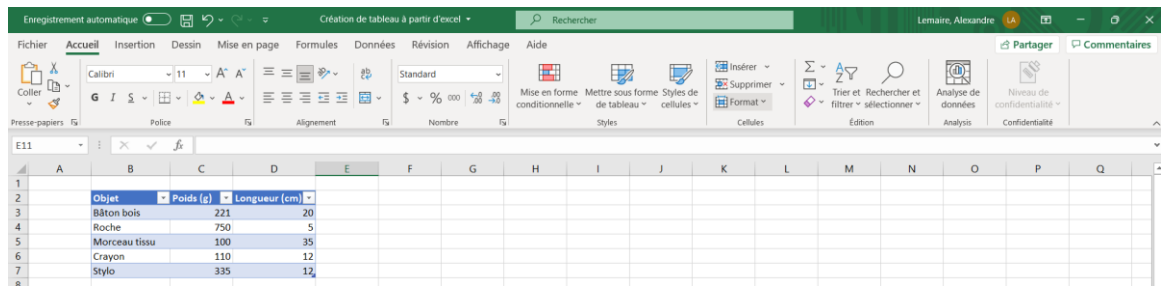 Enregistrement automatique Création de tableau à partir d'excel Rechercher Lemaire, Alexandre LA
Fichier Accueil Insertion Dessin Mise en page Formules Données Révision Affichage Aide Partager Commentaires
Coller Calibri 11 A A Standard Mise en forme conditionnelle Mettre sous forme de tableau Styles de cellules Insérer Supprimer Format Trier et filtrer Rechercher et sélectionner Analyse de données Niveau de confidentialité
G I S A $ % 000
Presse-papiers Police Alignement Nombre Styles Cellules Édition Analysis Confidentialité
E11 fx
A B C D E F G H I J K L M N O P Q
1
2 Objet Poids (g) Longueur (cm)
3 Bâton bois 221 20
4 Roche 750 5
5 Morceau tissu 100 35
6 Crayon 110 12
7 Stylo 335 12
8